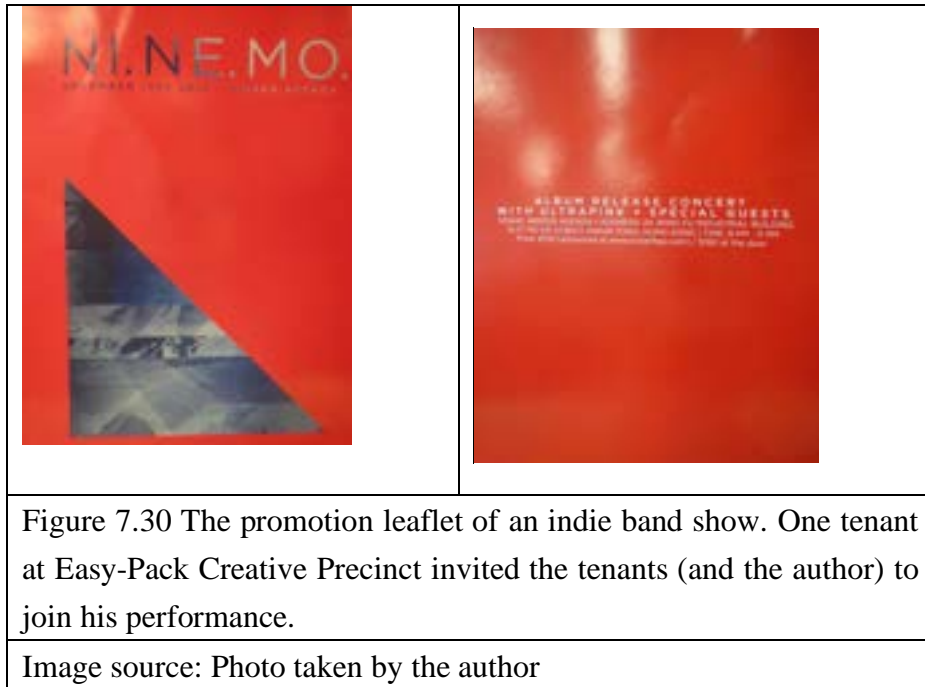 NI.NE.MO.
ALBUM RELEASE CONCERT
WITH ULTRAPINK + SPECIAL GUESTS
Figure 7.30 The promotion leaflet of an indie band show. One tenant
at Easy-Pack Creative Precinct invited the tenants (and the author) to
join his performance.
Image source: Photo taken by the author